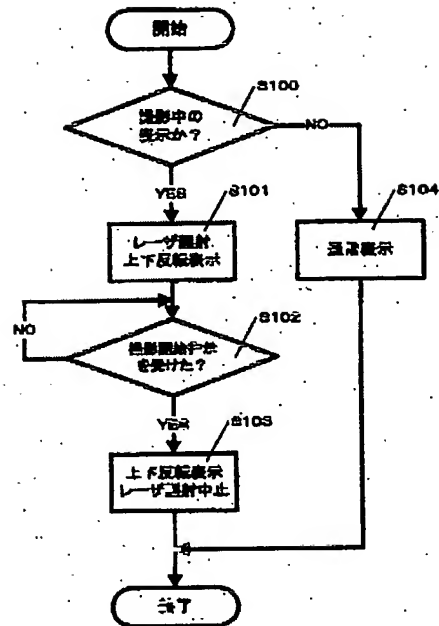 開始
S100
撮影中の
表示か？
NO
YES
S101
S104
レーザ照射
上下反転表示
通常表示
NO
S102
撮影開始指示
を受けた？
YES
S103
上下反転表示
レーザ照射中止
終了